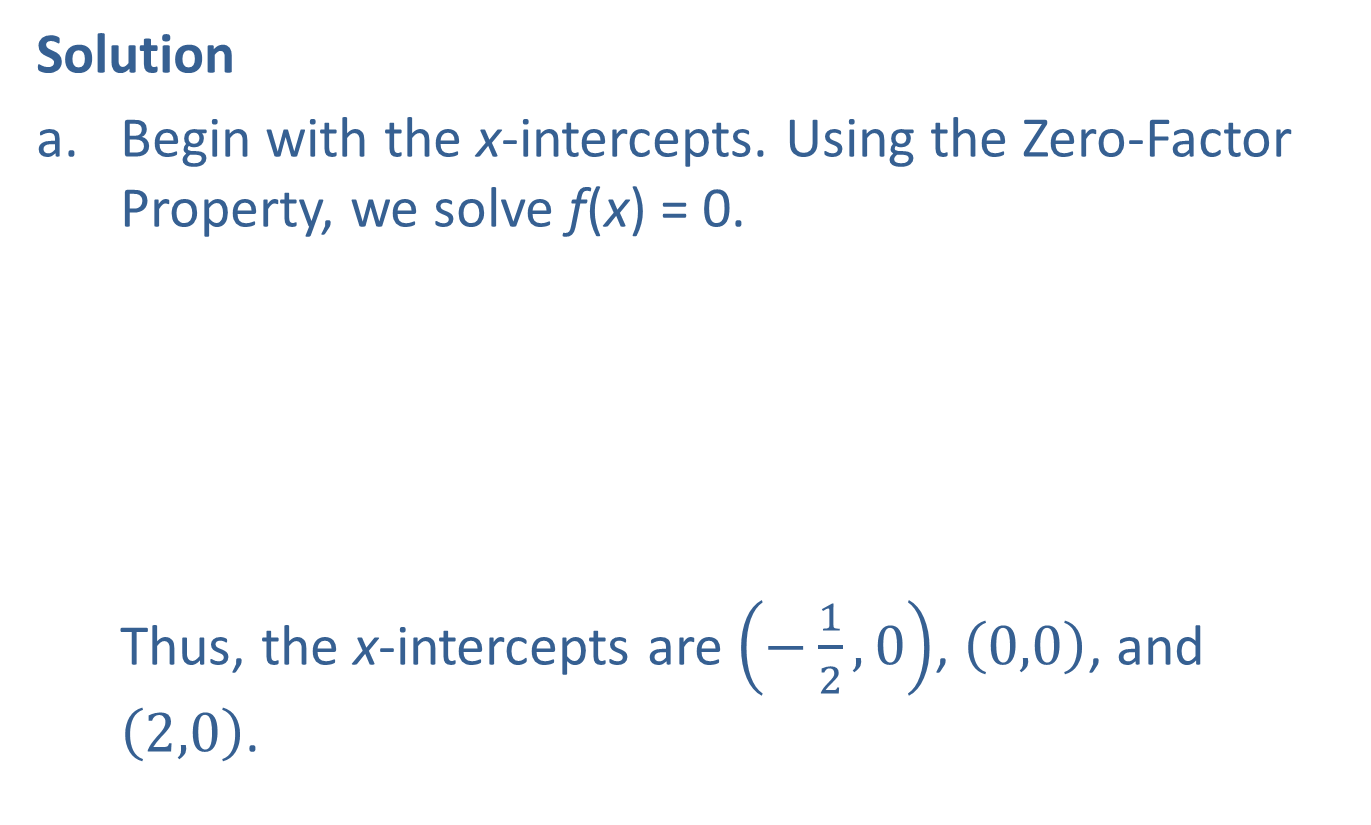 Solution
a. Begin with the x-intercepts. Using the Zero-Factor
Property, we solve f(x) = 0.
Thus, the x-intercepts are (−1/2, 0), (0,0), and
(2,0).